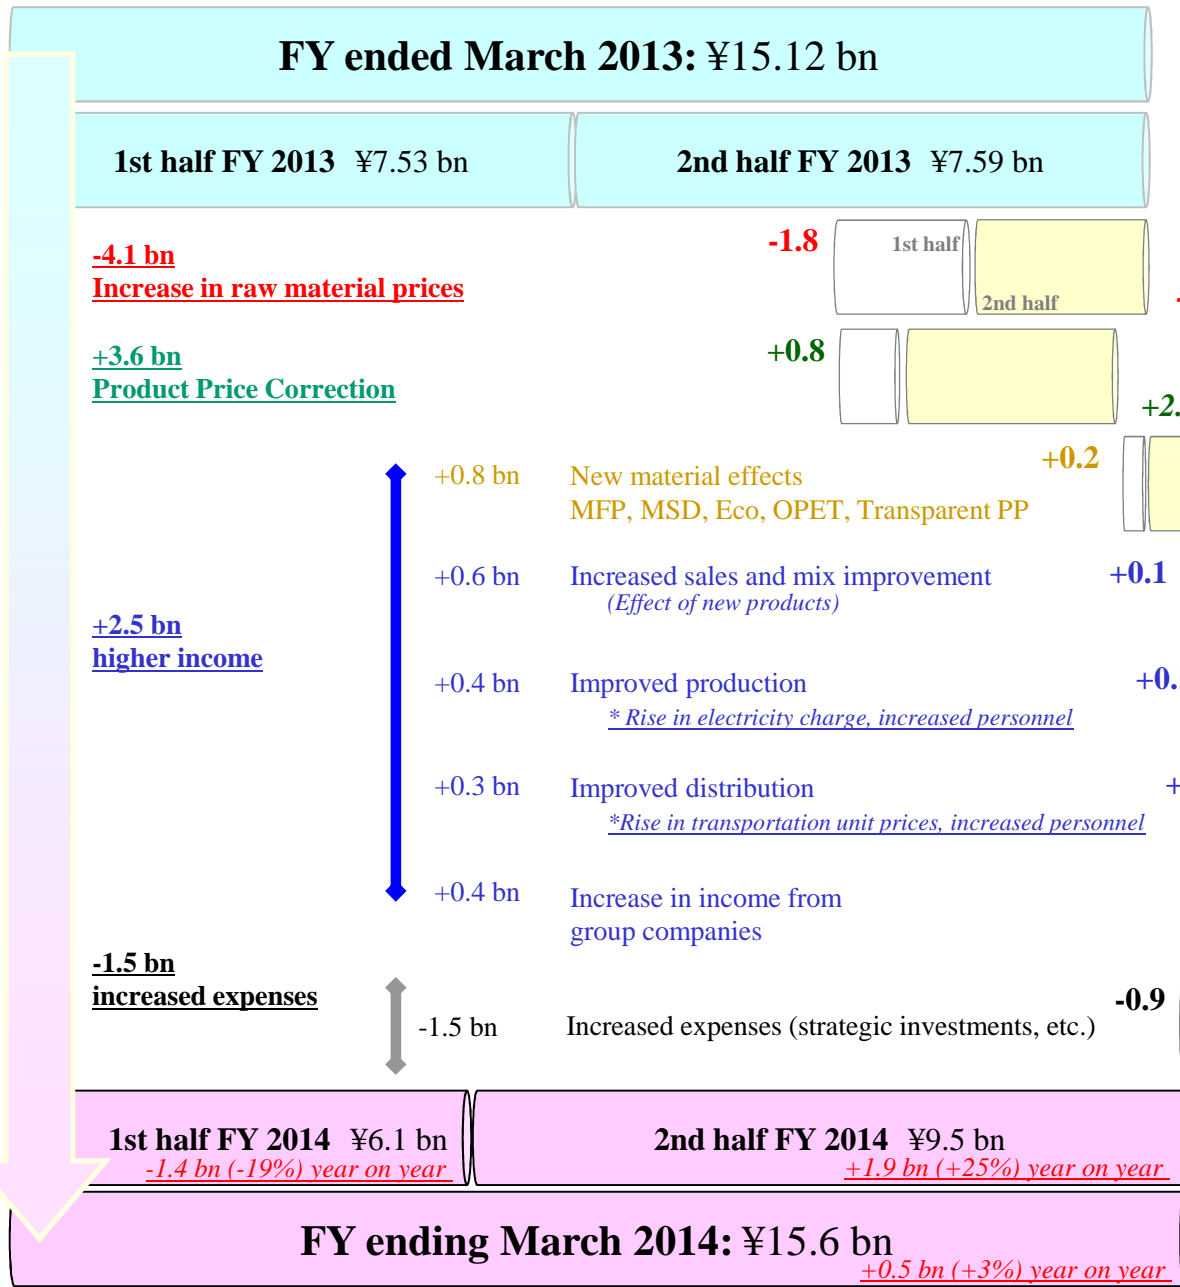 FY ended March 2013: ¥15.12 bn
1st half FY 2013 ¥7.53 bn
2nd half FY 2013 ¥7.59 bn
-4.1 bn
Increase in raw material prices
-1.8
1st half
2nd half
+3.6 bn
Product Price Correction
+0.8
+2.
+0.8 bn
New material effects
MFP, MSD, Eco, OPET, Transparent PP
+0.2
+0.6 bn
Increased sales and mix improvement
(Effect of new products)
+0.1
+2.5 bn
higher income
+0.4 bn
Improved production
* Rise in electricity charge, increased personnel
+0.
+0.3 bn
Improved distribution
*Rise in transportation unit prices, increased personnel
+
+0.4 bn
Increase in income from
group companies
-1.5 bn
increased expenses
-1.5 bn
Increased expenses (strategic investments, etc.)
-0.9
1st half FY 2014 ¥6.1 bn
-1.4 bn (-19%) year on year
2nd half FY 2014 ¥9.5 bn
+1.9 bn (+25%) year on year
FY ending March 2014: ¥15.6 bn
+0.5 bn (+3%) year on year